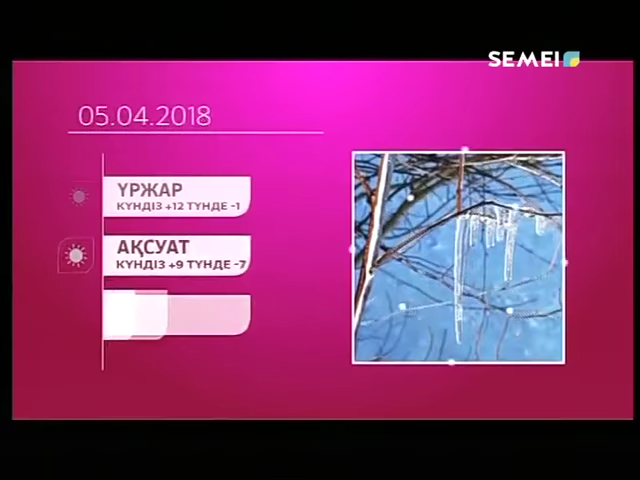 SEMEI
05.04.2018
ҮРЖАР
КҮНДІЗ +12 ТҮНДЕ -1
АҚСУАТ
КҮНДІЗ +9 ТҮНДЕ -7